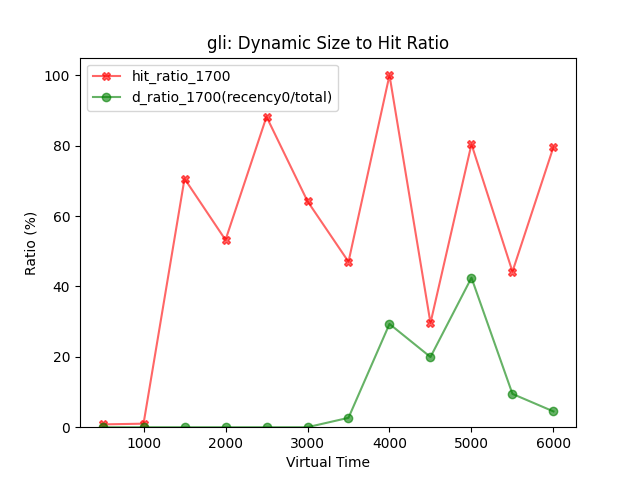 gli: Dynamic Size to Hit Ratio
hit_ratio_1700
d_ratio_1700(recency0/total)
Ratio (%)
100
80
60
40
20
0
1000 2000 3000 4000 5000 6000
Virtual Time